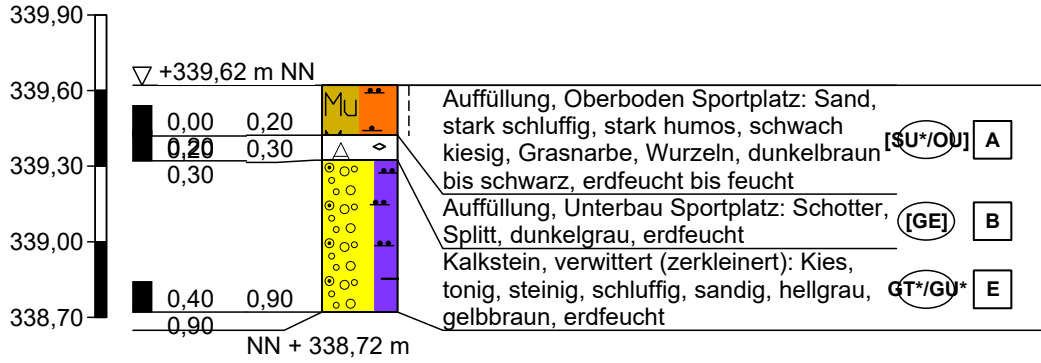 339,90
+339,62 m NN
339,60
Mu
0,00 0,20
0,20
Auffüllung, Oberboden Sportplatz: Sand,
stark schluffig, stark humos, schwach
kiesig, Grasnarbe, Wurzeln, dunkelbraun
bis schwarz, erdfeucht bis feucht
[SU*/OU] A
0,20 0,30
0,30
339,30
Auffüllung, Unterbau Sportplatz: Schotter,
Splitt, dunkelgrau, erdfeucht
[GE] B
339,00
Kalkstein, verwittert (zerkleinert): Kies,
tonig, steinig, schluffig, sandig, hellgrau,
gelbbraun, erdfeucht
GT*/GU* E
0,40 0,90
0,90
338,70
NN + 338,72 m